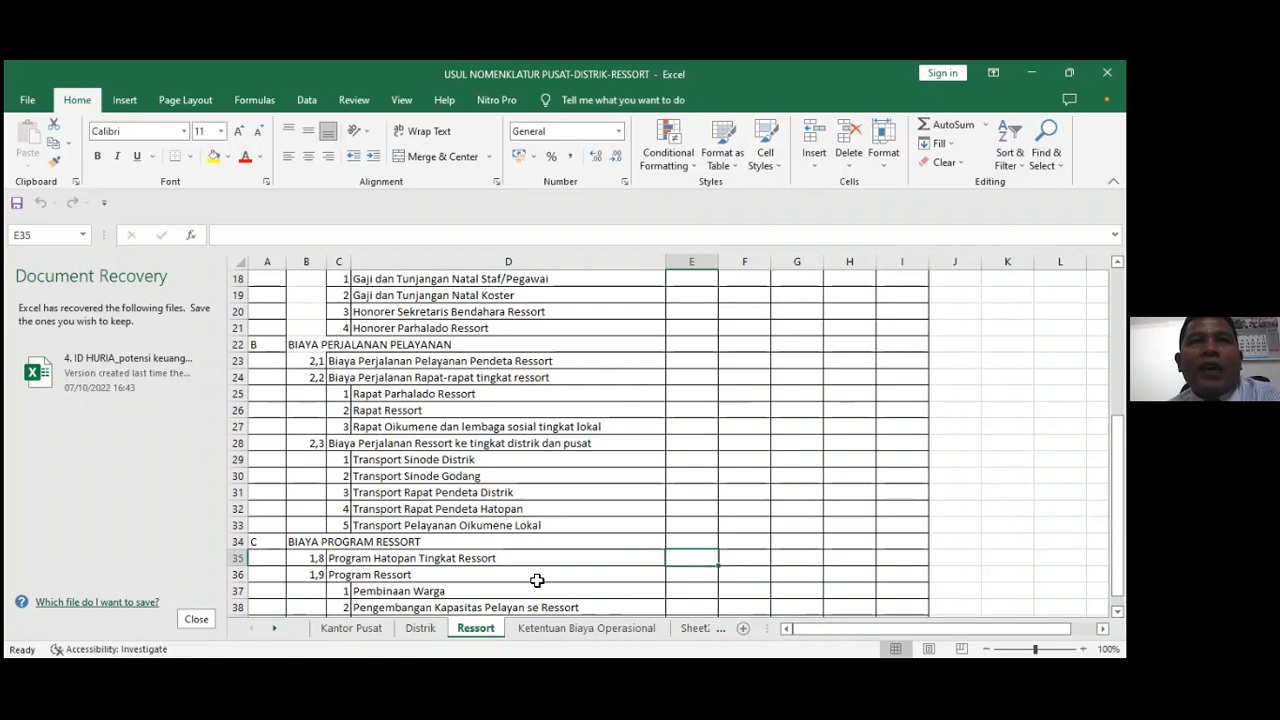 USUL NOMENKLATUR PUSAT-DISTRIK-RESSORT - Excel
Sign in
File Home Insert Page Layout Formulas Data Review View Help Nitro Pro Tell me what you want to do
Paste
Clipboard
Calibri 11
B I U
Font
Wrap Text
Merge & Center
Alignment
General
Number
Conditional Formatting
Format as Table
Cell Styles
Styles
Insert Delete Format
Cells
AutoSum
Fill
Clear
Sort & Filter
Find & Select
Editing
E35
fx
Document Recovery
Excel has recovered the following files. Save
the ones you wish to keep.
4. ID HURIA_potensi keuang...
Version created last time the...
07/10/2022 16:43
Which file do I want to save?
Close
A B C D E F G H I J K L
18 1 Gaji dan Tunjangan Natal Staf/Pegawai
19 2 Gaji dan Tunjangan Natal Koster
20 3 Honorer Sekretaris Bendahara Ressort
21 4 Honorer Parhalado Ressort
22 B BIAYA PERJALANAN PELAYANAN
23 2,1 Biaya Perjalanan Pelayanan Pendeta Ressort
24 2,2 Biaya Perjalanan Rapat-rapat tingkat ressort
25 1 Rapat Parhalado Ressort
26 2 Rapat Ressort
27 3 Rapat Oikumene dan lembaga sosial tingkat lokal
28 2,3 Biaya Perjalanan Ressort ke tingkat distrik dan pusat
29 1 Transport Sinode Distrik
30 2 Transport Sinode Godang
31 3 Transport Rapat Pendeta Distrik
32 4 Transport Rapat Pendeta Hatopan
33 5 Transport Pelayanan Oikumene Lokal
34 C BIAYA PROGRAM RESSORT
35 1,8 Program Hatopan Tingkat Ressort
36 1,9 Program Ressort
37 1 Pembinaan Warga
38 2 Pengembangan Kapasitas Pelayan se Ressort
Kantor Pusat Distrik Ressort Ketentuan Biaya Operasional ...
Ready Accessibility: Investigate 100%